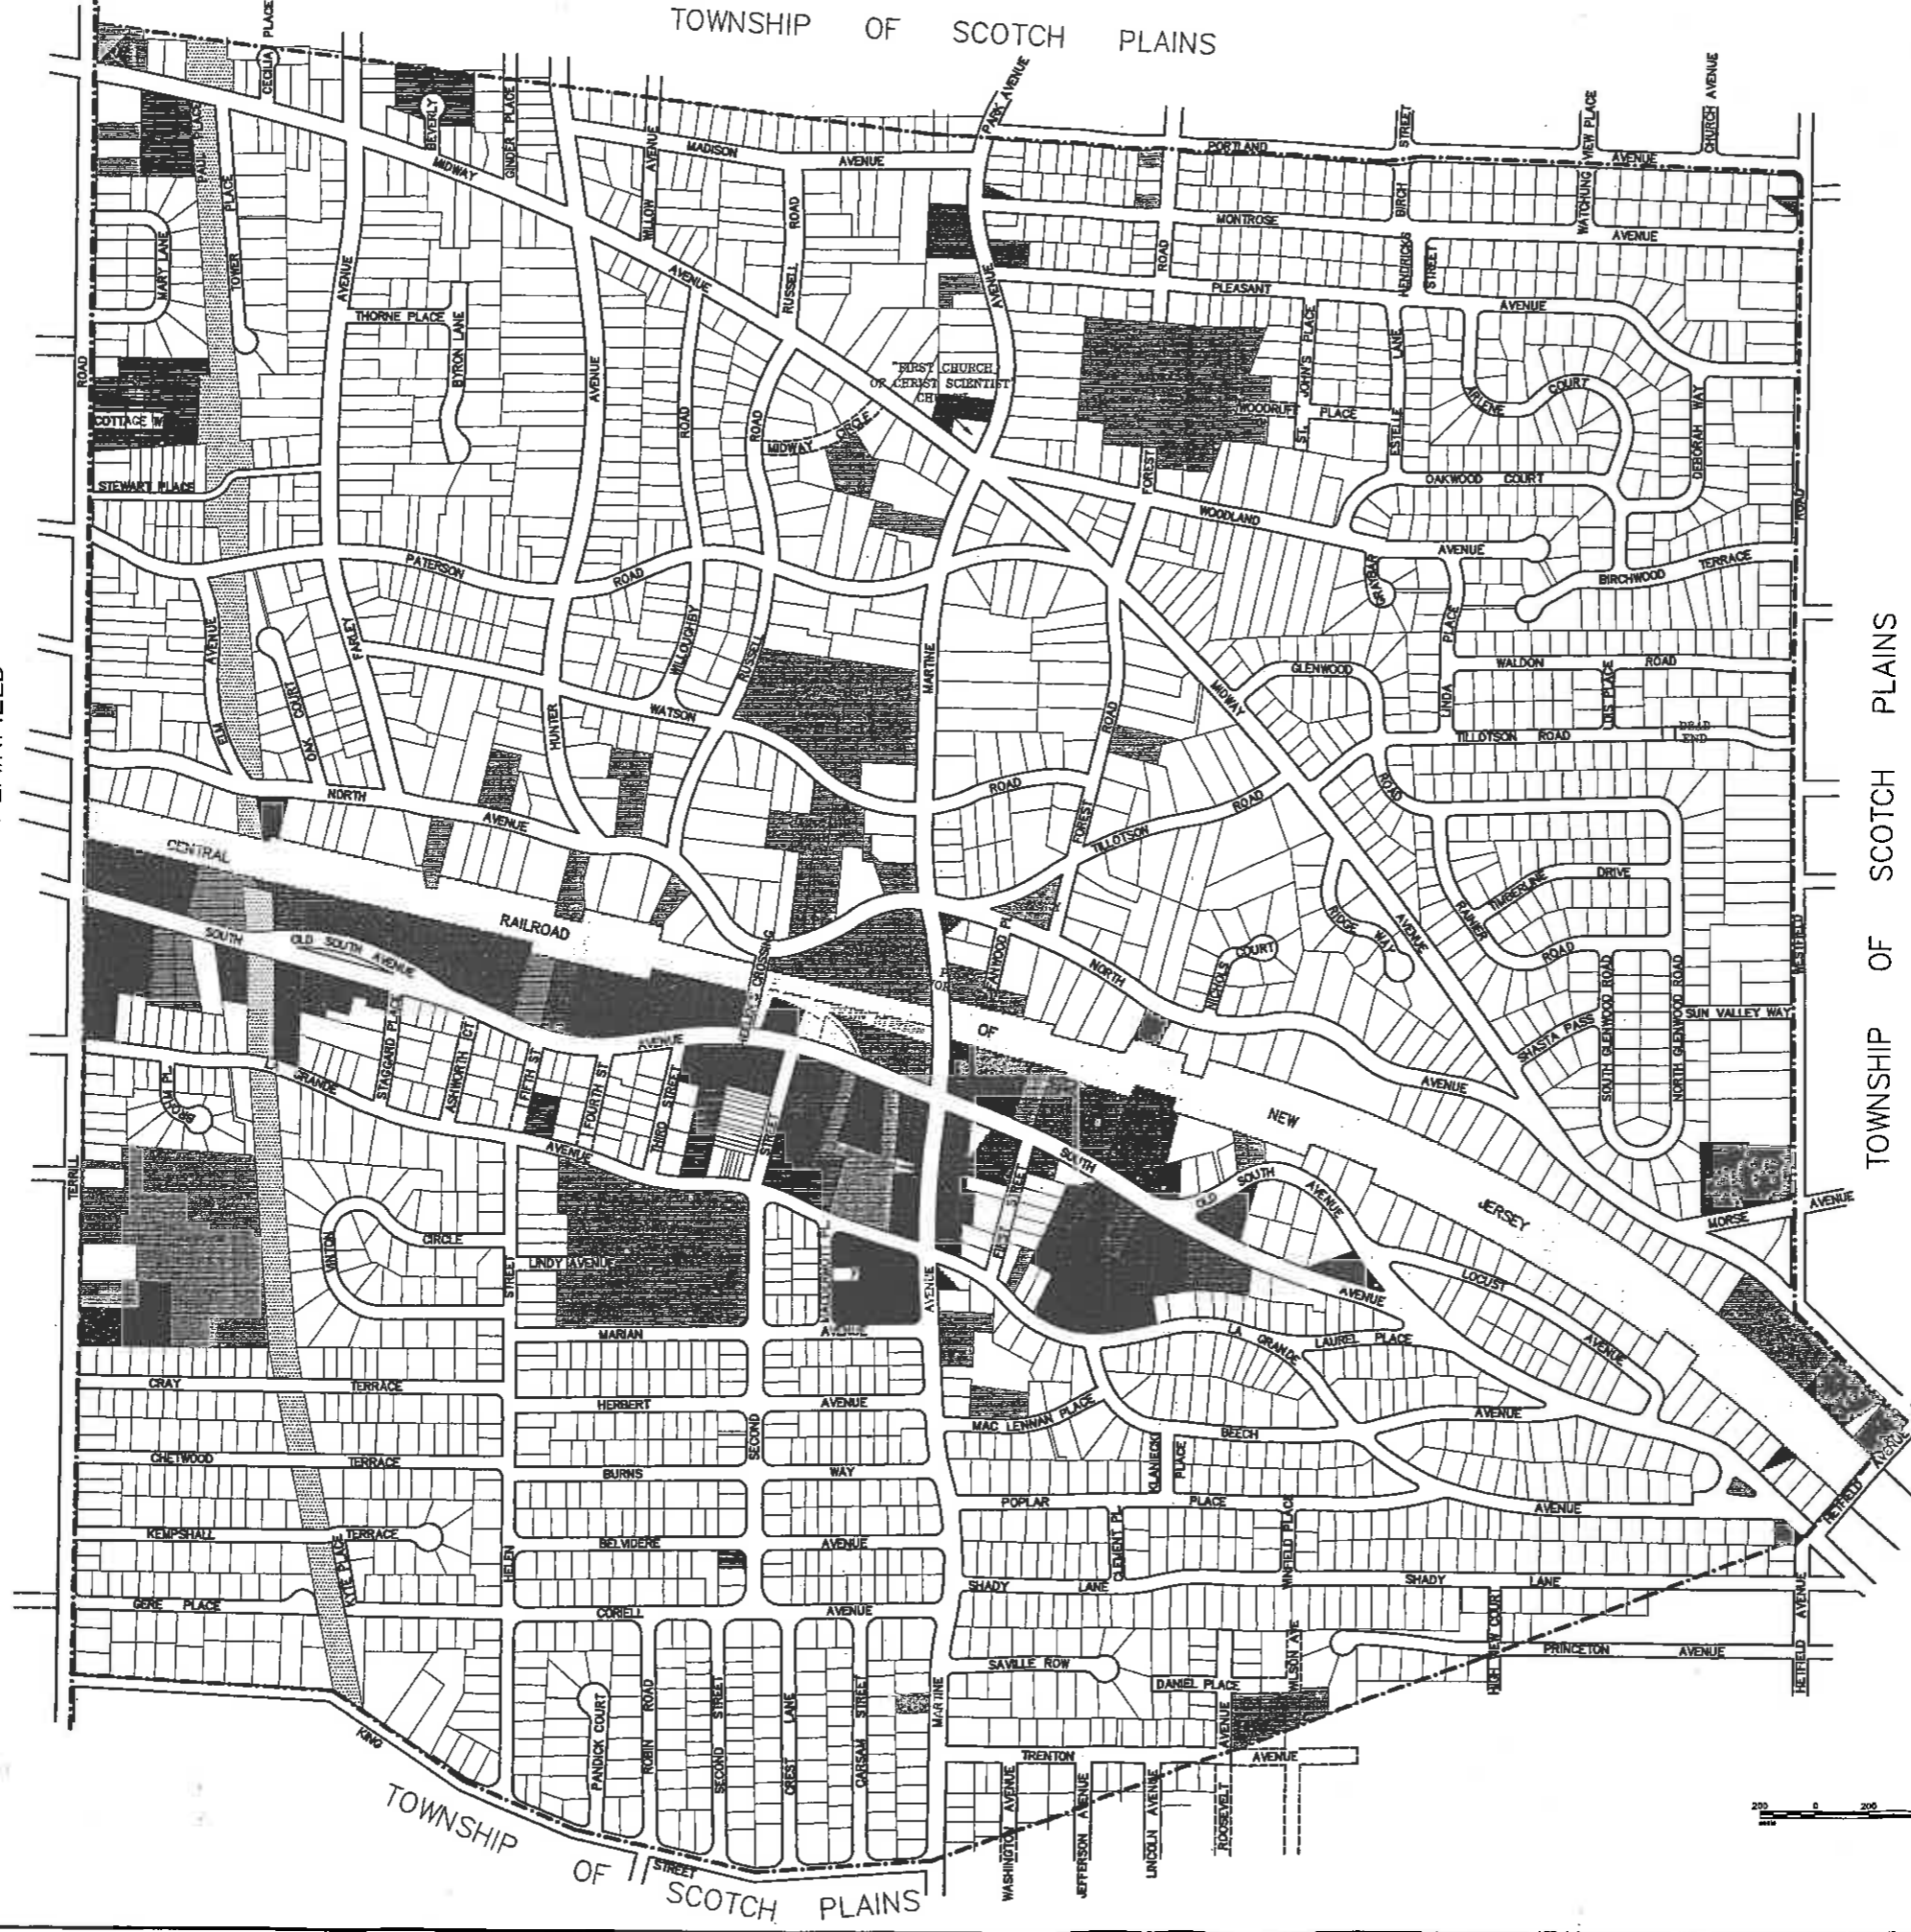 TOWNSHIP OF SCOTCH PLAINS
CECILIA PLACE
PARK AVENUE
BEVERLY
GINDER PLACE
WILLOW AVENUE
MADISON AVENUE
PORTLAND AVENUE
BIRCH STREET
WATCHUNG VIEW PLACE
CHURCH AVENUE
MIDWAY AVENUE
TOWER PLACE
MARY LANE
RUSSELL ROAD
MONTROSE AVENUE
HENDRICKS STREET
ROAD
AVENUE
PLEASANT AVENUE
THORNE PLACE
BYRON LANE
AVENUE
ROAD
ROAD
"FIRST CHURCH
OF CHRIST SCIENTIST
MIDWAY CIRCLE
ST. JOHN'S PLACE
WOODRUFF PLACE
ESTELLE LANE
ARLENE COURT
DEBORAH WAY
ROAD
COTTAGE
STEWART PLACE
FOREST
OAKWOOD COURT
WOODLAND AVENUE
GRAYBAR
BIRCHWOOD TERRACE
PATERSON ROAD
FARLEY
ELM AVENUE
OAK COURT
WILLOUGHBY
RUSSELL
MARTINE
HUNTER
WATSON ROAD
MIDWAY
GLENWOOD ROAD
LINDA PLACE
WALDON ROAD
LOIS PLACE
TILLOTSON ROAD
DEAD
END
TOWNSHIP OF SCOTCH PLAINS
FOREST ROAD
TILLOTSON ROAD
NORTH AVENUE
CENTRAL RAILROAD OF NEW JERSEY
RIDGE WAY
AVENUE
RAINIER ROAD
TIMBERLINE DRIVE
WESTFIELD
SOUTH GLENWOOD ROAD
NORTH GLENWOOD ROAD
SUN VALLEY WAY
SHASTA PASS
NICHOLS COURT
NORTH AVENUE
CROSSING
SOUTH AVENUE
OLD SOUTH AVENUE
STAGGARD PLACE
ASHWORTH CT
FIFTH ST
FOURTH ST
THIRD STREET
STREET
LA GRANDE AVENUE
TERRILL
SOUTH AVENUE
OLD SOUTH AVENUE
STREET
MORSE AVENUE
MINTON CIRCLE
STREET
LINDY AVENUE
AVENUE
LOCUST AVENUE
MARIAN AVENUE
LA GRANDE
LAUREL PLACE
CRAY TERRACE
HERBERT AVENUE
MAC LENNAN PLACE
BEECH AVENUE
SECOND
CHETWOOD TERRACE
BURNS WAY
KLANIECKI PLACE
POPLAR PLACE
AVENUE
HETFIELD AVENUE
KEMPSHALL TERRACE
KYTE PLACE
HELEN
BELVIDERE AVENUE
CLEMENT PL
WINFIELD PLACE
SHADY LANE
SHADY LANE
GERE PLACE
CORIELL AVENUE
HIGH VIEW COURT
HETFIELD AVENUE
PRINCETON AVENUE
WILSON AVE
SAVILLE ROW
DANIEL PLACE
PANDICK COURT
ROBIN ROAD
SECOND STREET
CREST LANE
CARSAM STREET
MARTINE
TRENTON AVENUE
WASHINGTON AVENUE
JEFFERSON AVENUE
LINCOLN AVENUE
ROOSEVELT AVENUE
KING STREET
TOWNSHIP OF SCOTCH PLAINS
200 0 200